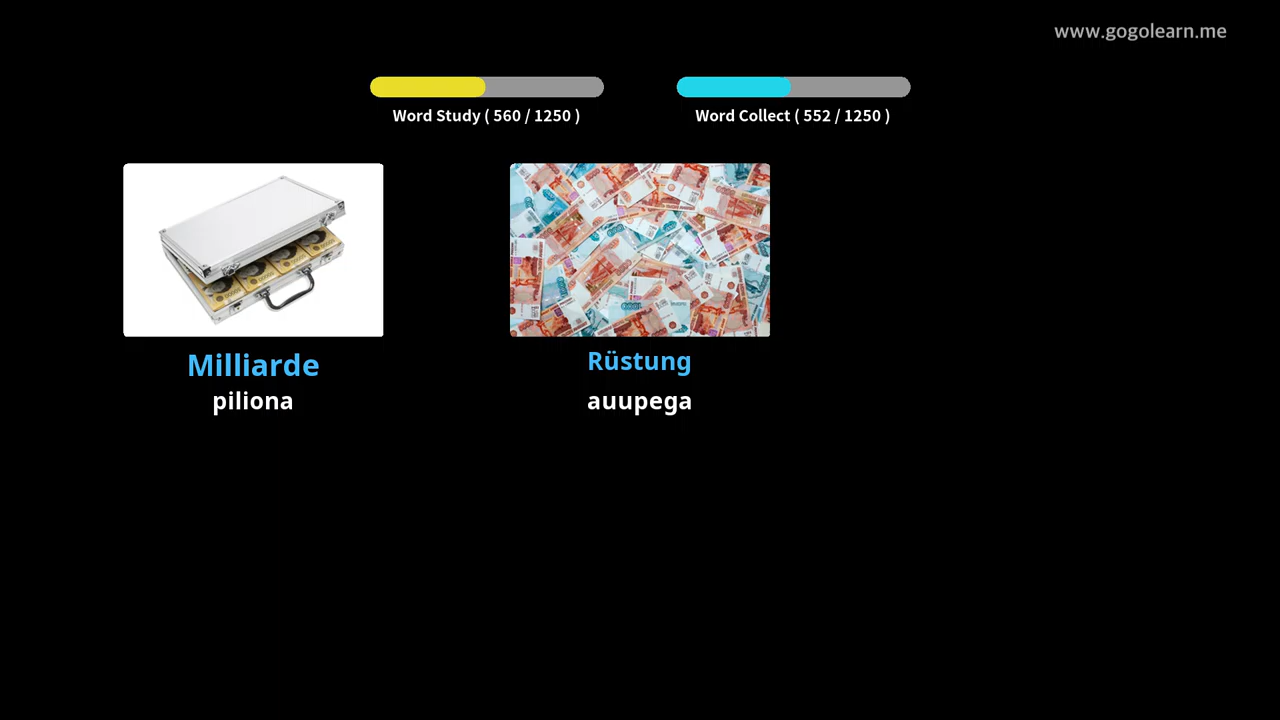 www.gogolearn.me
Word Study ( 560 / 1250 )
Word Collect ( 552 / 1250 )
Milliarde
piliona
Rüstung
auupega